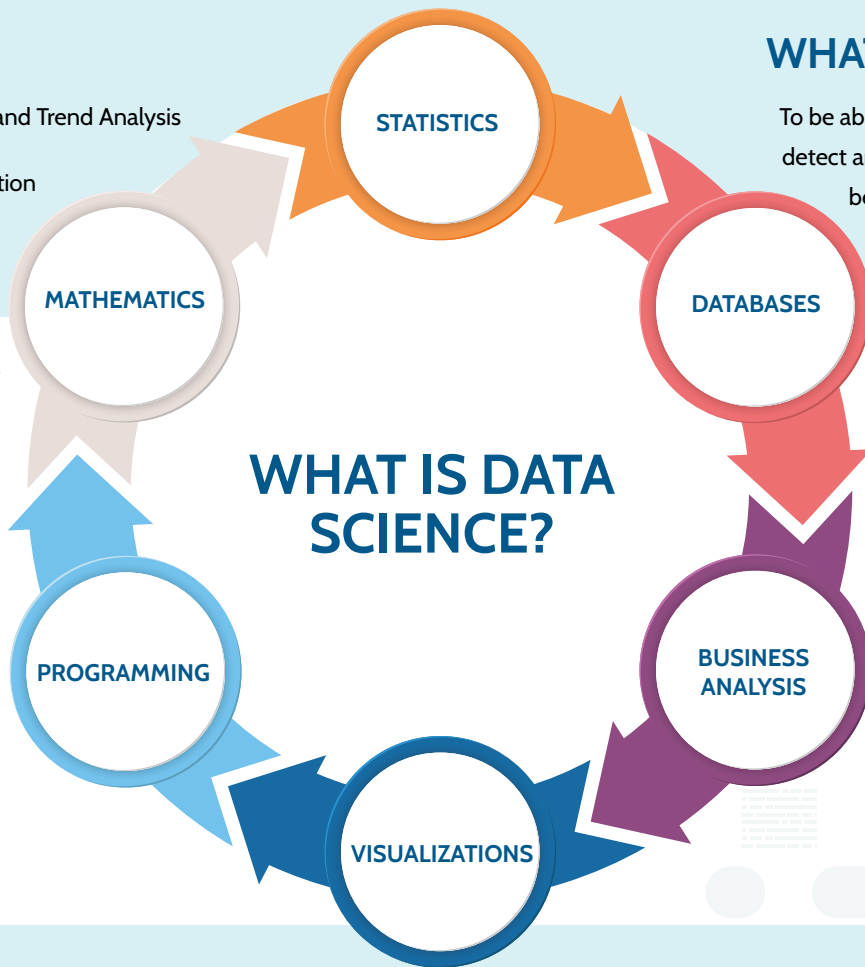 WHAT
and Trend Analysis
To be ab
STATISTICS
detect a
tion
be
MATHEMATICS
DATABASES
WHAT IS DATA
SCIENCE?
BUSINESS
ANALYSIS
PROGRAMMING
VISUALIZATIONS